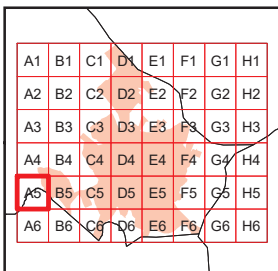 A1 B1 C1 D1 E1 F1 G1 H1
A2 B2 C2 D2 E2 F2 G2 H2
A3 B3 C3 D3 E3 F3 G3 H3
A4 B4 C4 D4 E4 F4 G4 H4
A5 B5 C5 D5 E5 F5 G5 H5
A6 B6 C6 D6 E6 F6 G6 H6